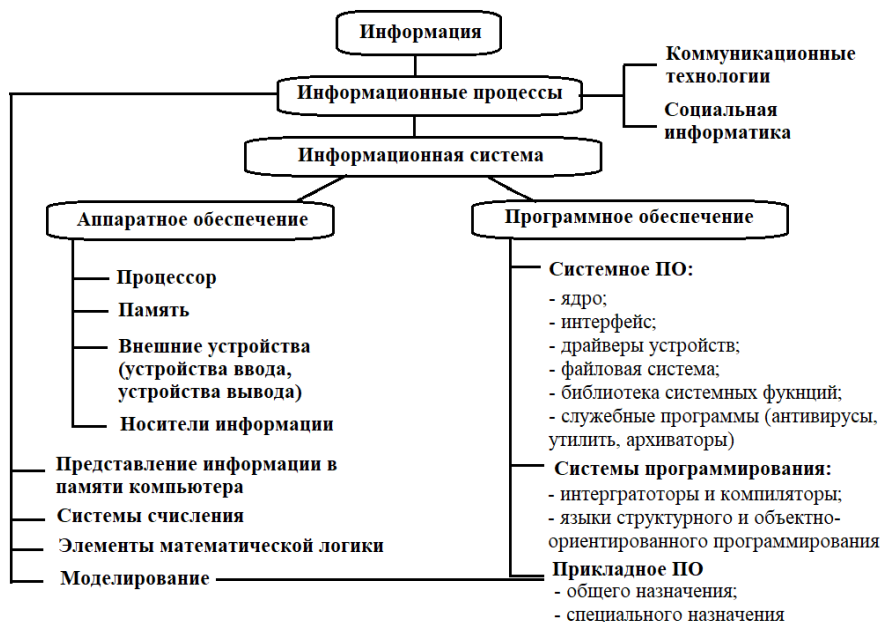 Информация
Коммуникационные
технологии
Информационные процессы
Социальная
информатика
Информационная система
Аппаратное обеспечение
Программное обеспечение
Процессор
Память
Внешние устройства
(устройства ввода,
устройства вывода)
Носители информации
Представление информации в
памяти компьютера
Системы счисления
Элементы математической логики
Моделирование
Системное ПО:
- ядро;
- интерфейс;
- драйверы устройств;
- файловая система;
- библиотека системных фукнций;
- служебные программы (антивирусы,
утилить, архиваторы)
Системы программирования:
- интергратоторы и компиляторы;
- языки структурного и объектно-
ориентированного программирования
Прикладное ПО
- общего назначения;
- специального назначения